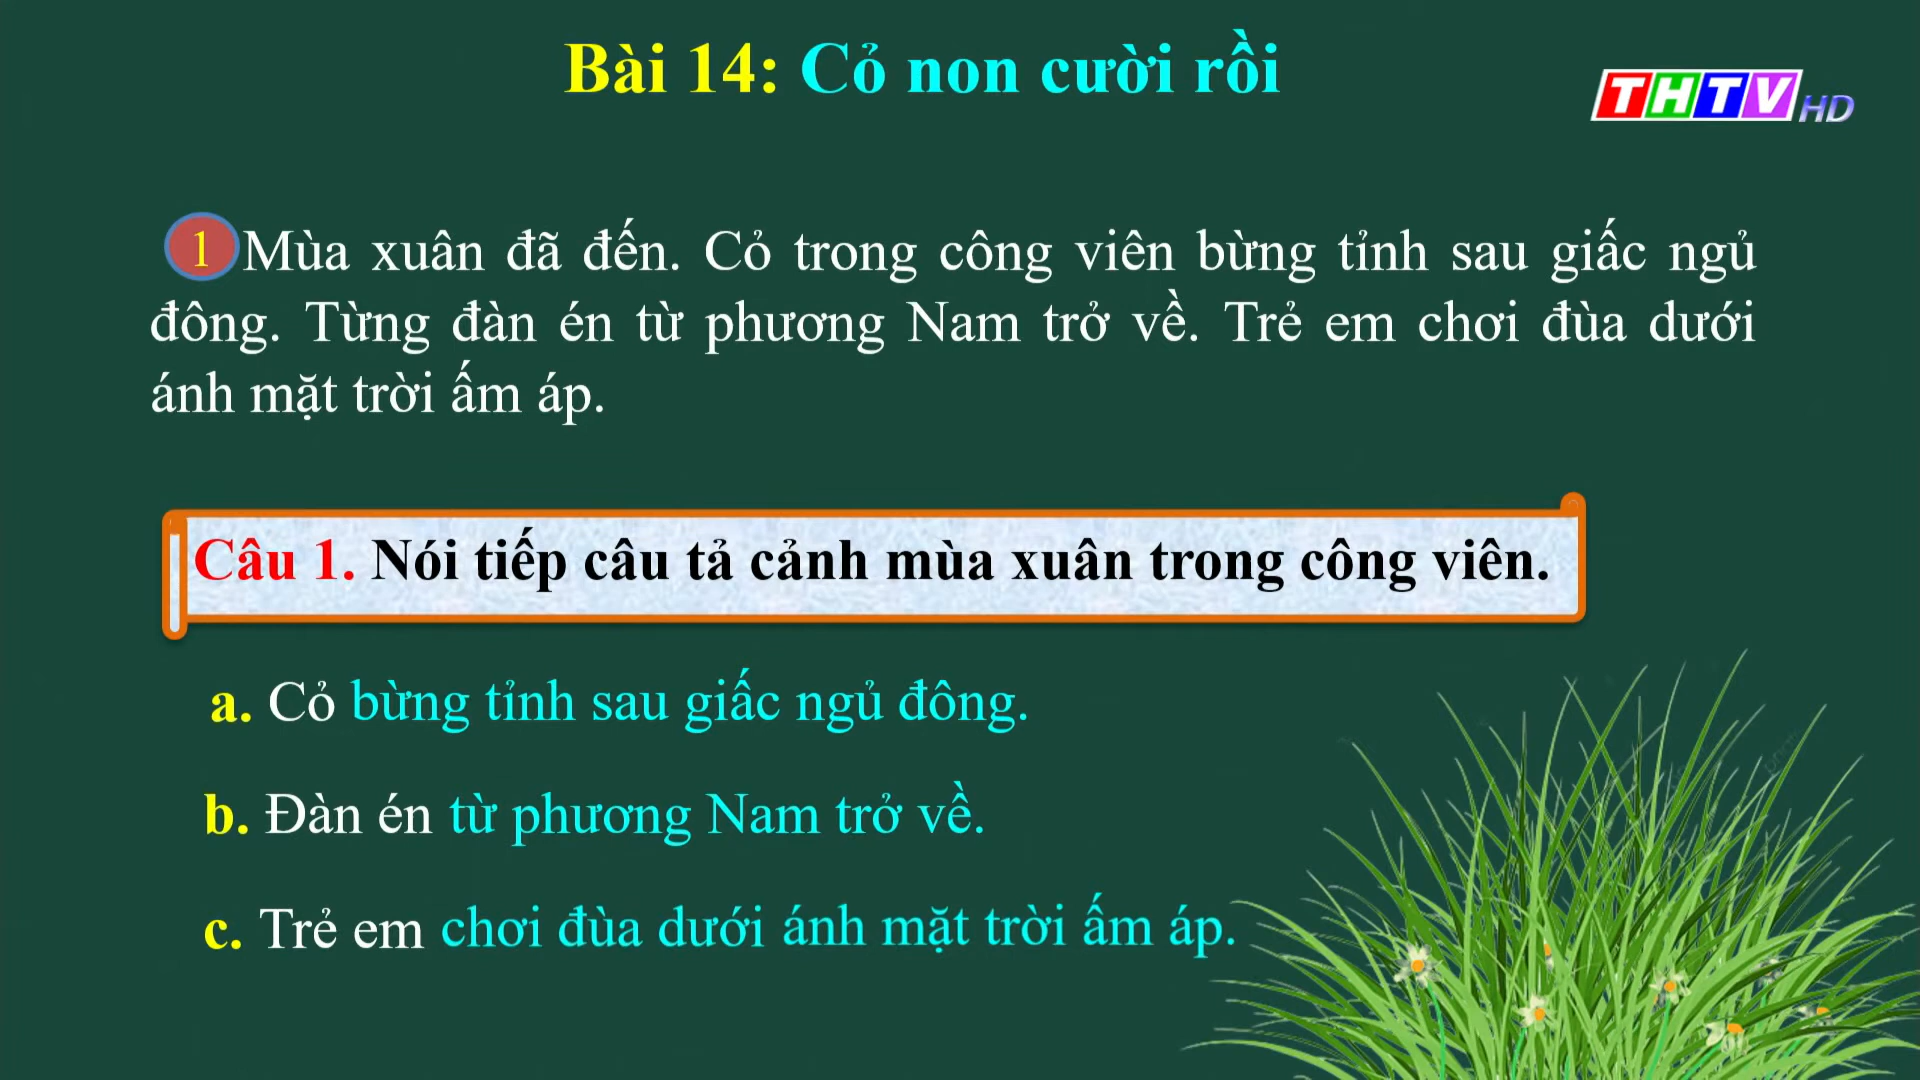 Bài 14: Cỏ non cười rồi
THTV HD
1 Mùa xuân đã đến. Cỏ trong công viên bừng tỉnh sau giấc ngủ
đông. Từng đàn én từ phương Nam trở về. Trẻ em chơi đùa dưới
ánh mặt trời ấm áp.
Câu 1. Nói tiếp câu tả cảnh mùa xuân trong công viên.
a. Cỏ bừng tỉnh sau giấc ngủ đông.
b. Đàn én từ phương Nam trở về.
c. Trẻ em chơi đùa dưới ánh mặt trời ấm áp.